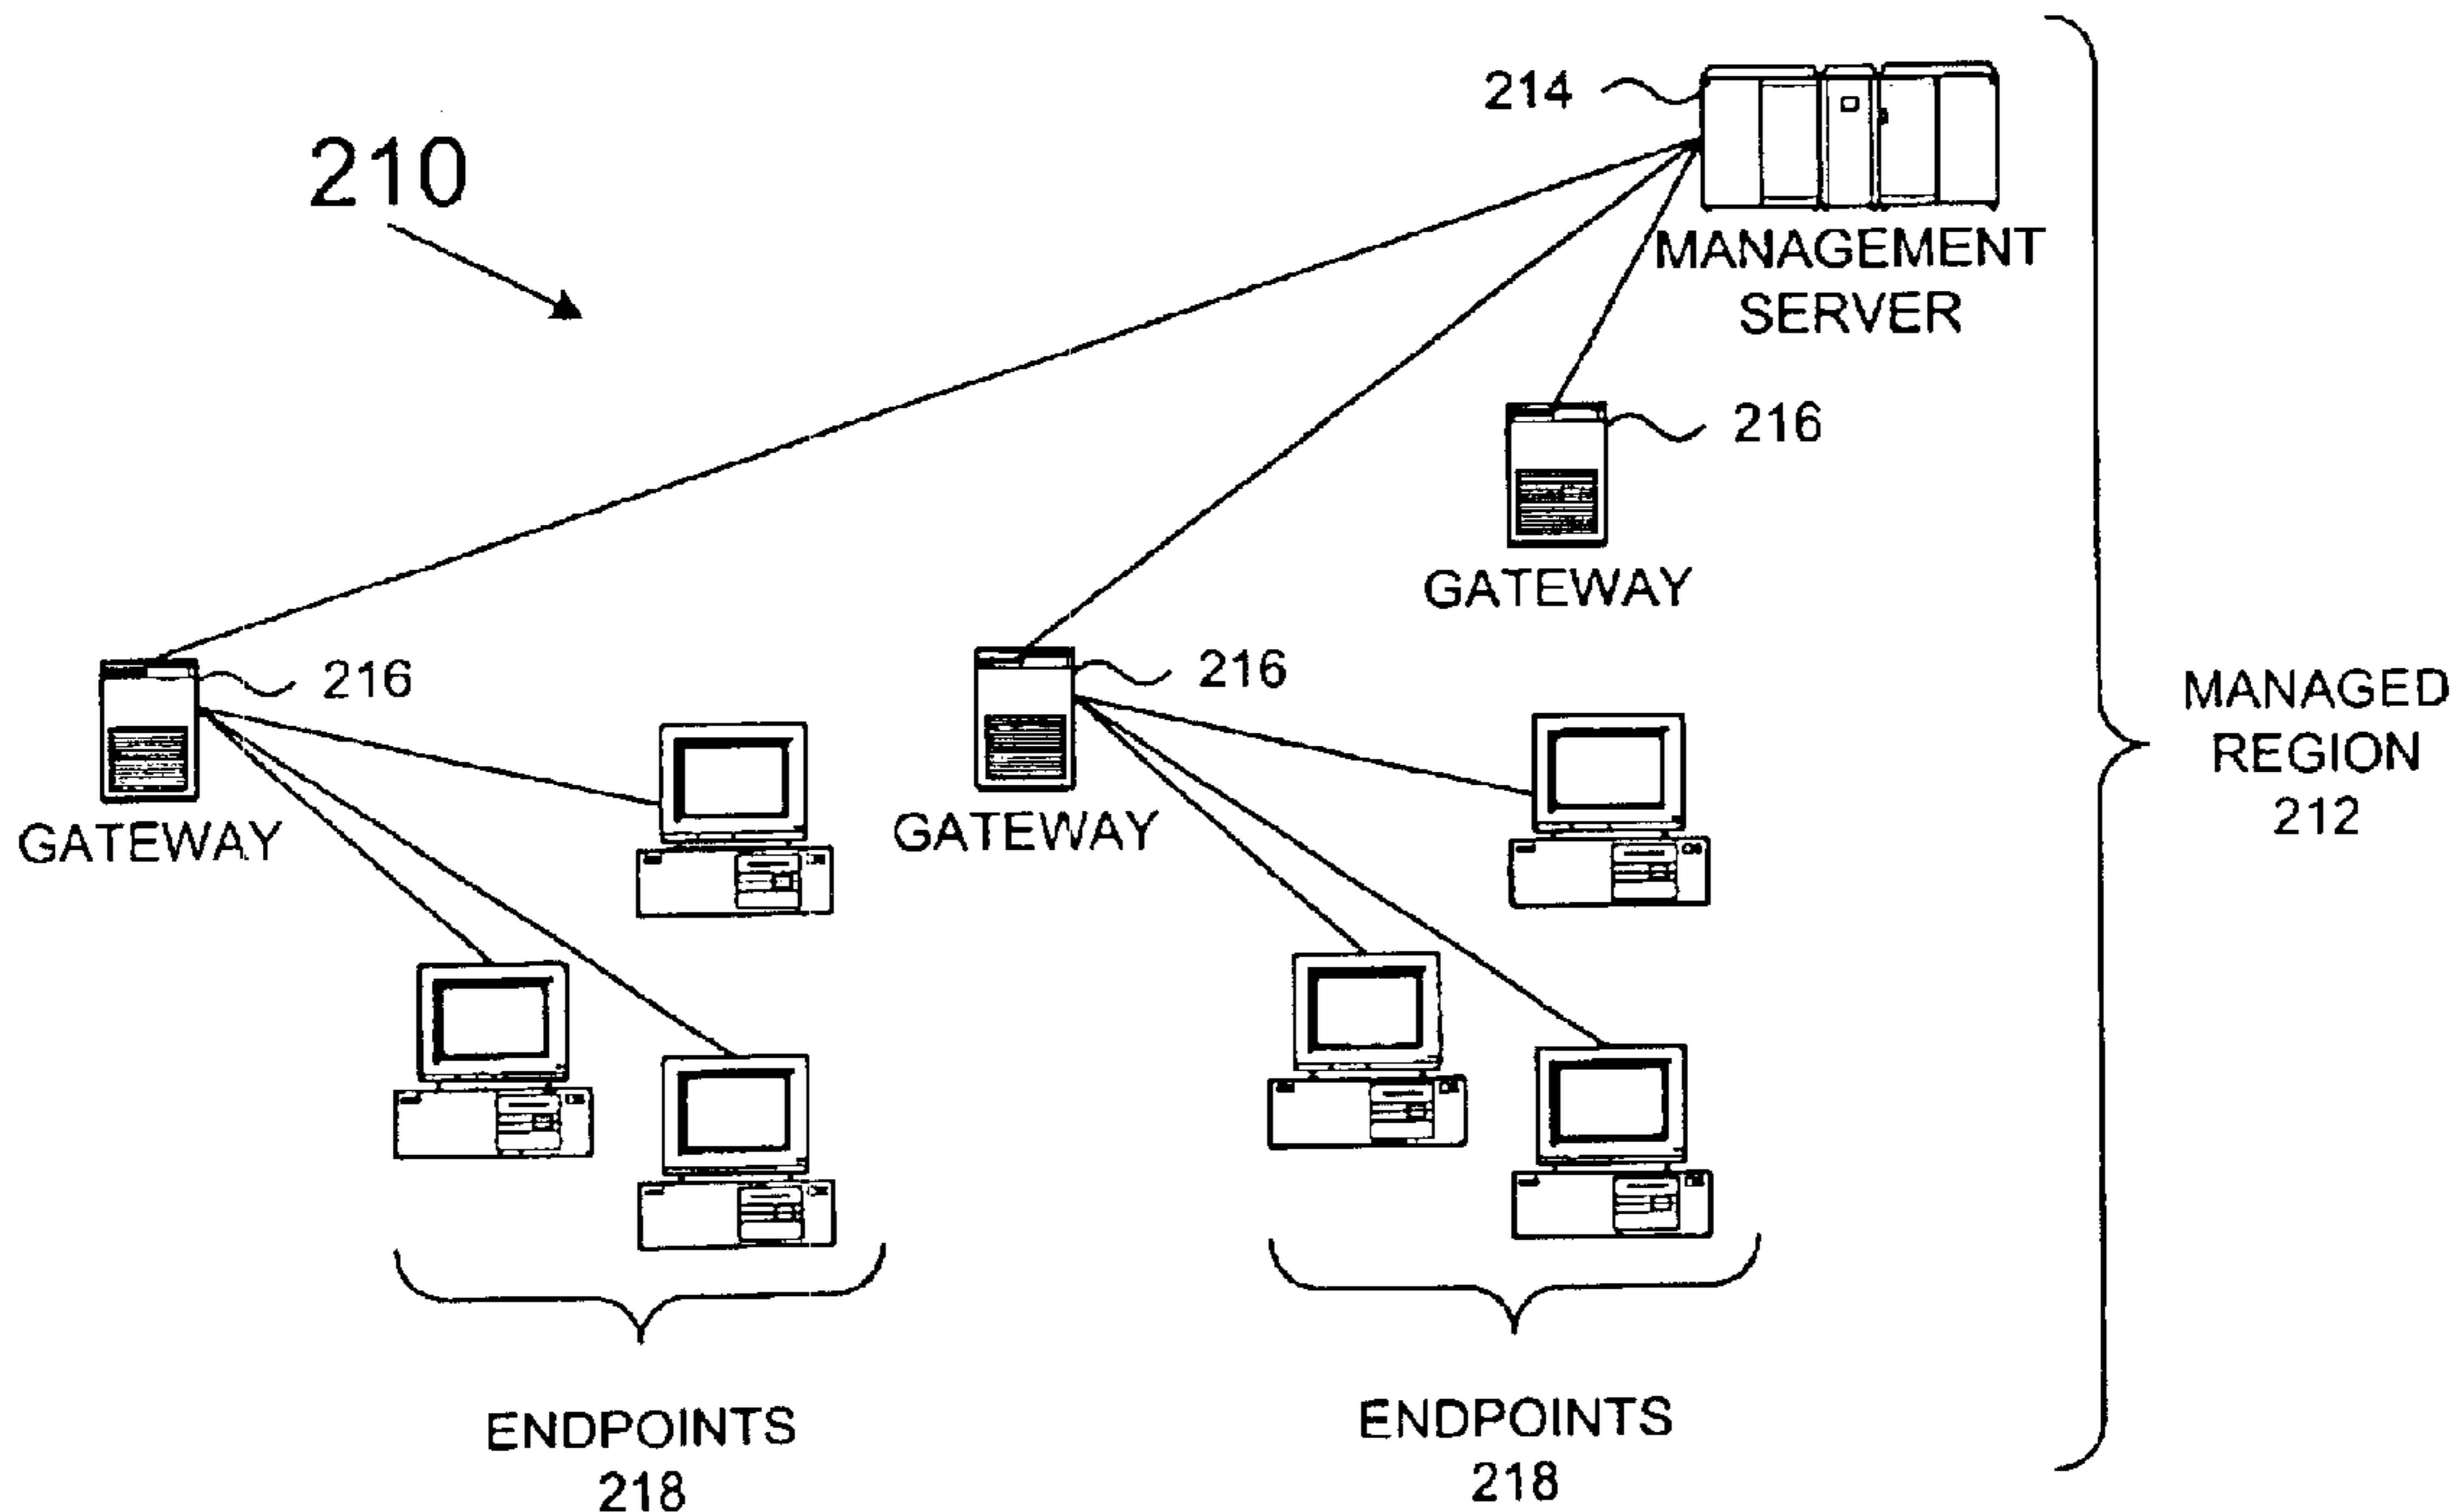 210
214
MANAGEMENT
SERVER
216
GATEWAY
216
GATEWAY
216
GATEWAY
MANAGED
REGION
212
ENDPOINTS
218
ENDPOINTS
218